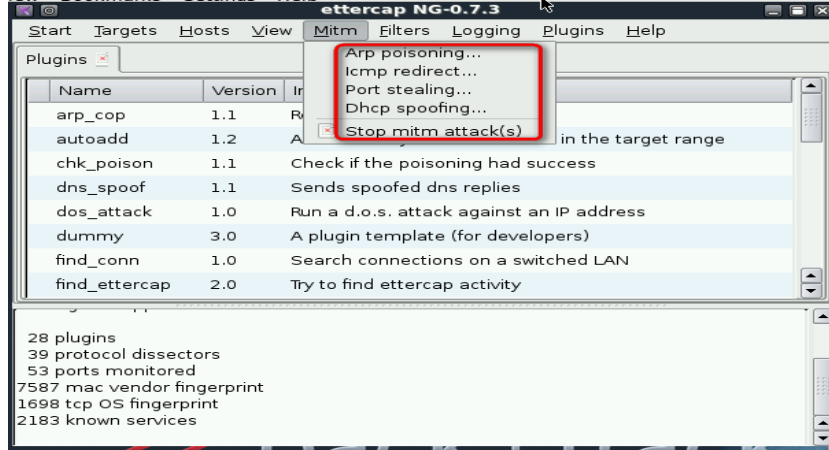 ettercap NG-0.7.3
Start Targets Hosts View Mitm Filters Logging Plugins Help
Arp poisoning...
Icmp redirect...
Port stealing...
Dhcp spoofing...
Stop mitm attack(s)
Plugins
Name Version
arp_cop 1.1
autoadd 1.2 in the target range
chk_poison 1.1 Check if the poisoning had success
dns_spoof 1.1 Sends spoofed dns replies
dos_attack 1.0 Run a d.o.s. attack against an IP address
dummy 3.0 A plugin template (for developers)
find_conn 1.0 Search connections on a switched LAN
find_ettercap 2.0 Try to find ettercap activity
28 plugins
39 protocol dissectors
53 ports monitored
7587 mac vendor fingerprint
1698 tcp OS fingerprint
2183 known services